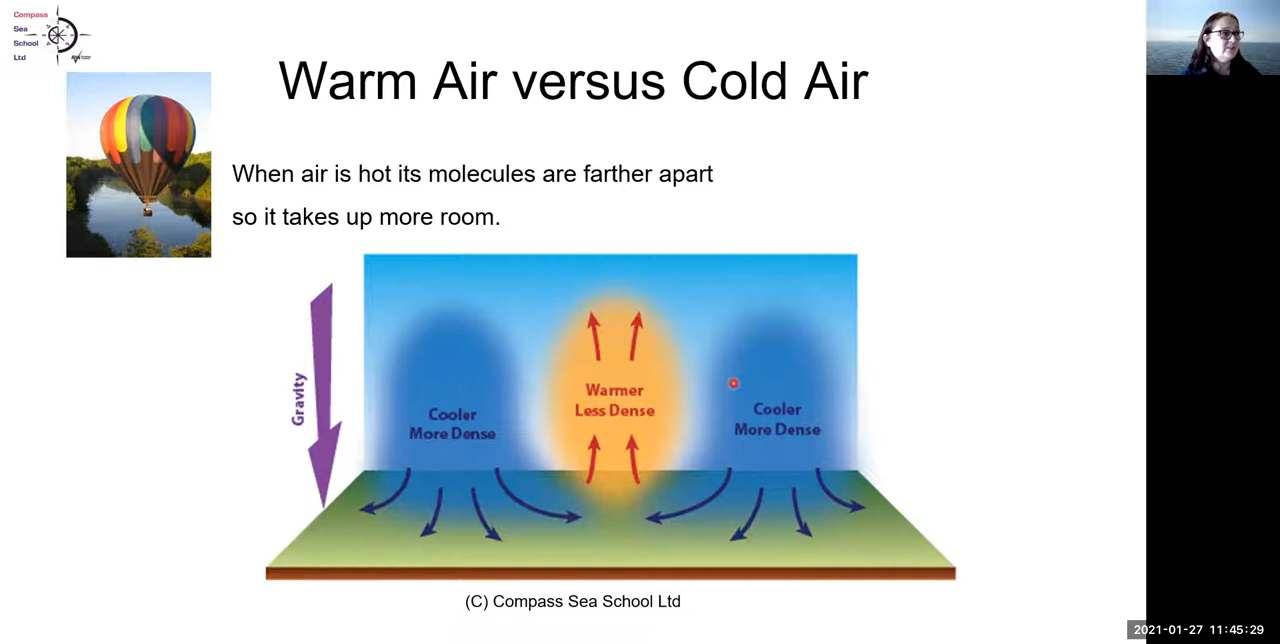 Compass
Sea
School
Ltd
Warm Air versus Cold Air
When air is hot its molecules are farther apart
so it takes up more room.
Gravity
Cooler
More Dense
Warmer
Less Dense
Cooler
More Dense
(C) Compass Sea School Ltd
2021-01-27 11:45:29